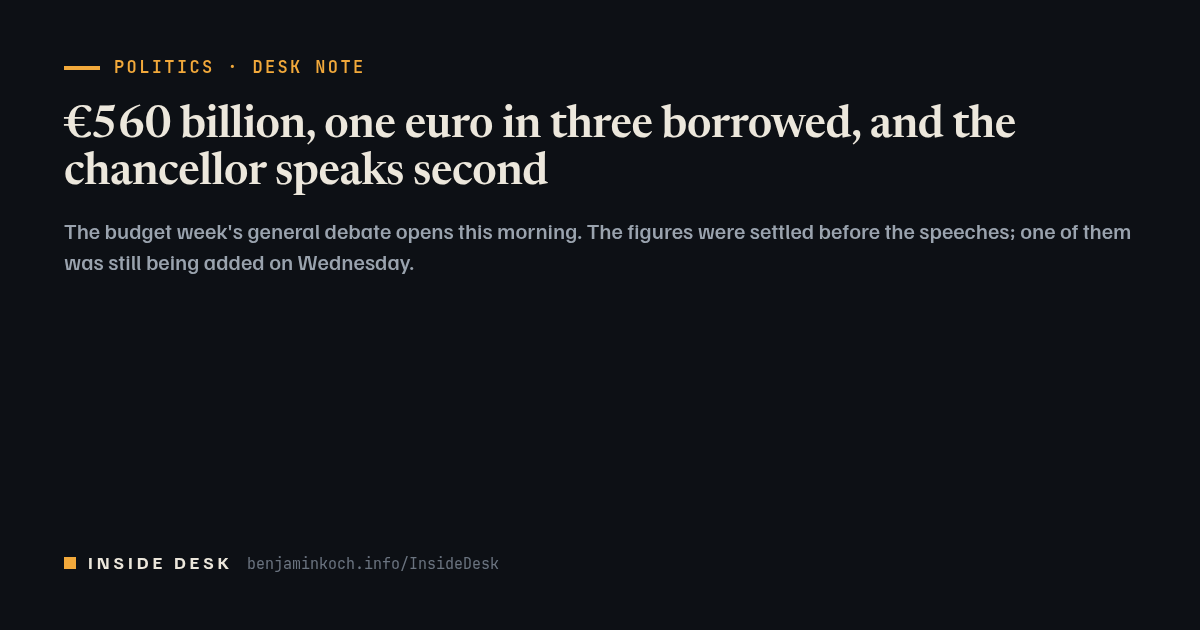 POLITICS · DESK NOTE
€560 billion, one euro in three borrowed, and the
chancellor speaks second
The budget week's general debate opens this morning. The figures were settled before the speeches; one of them
was still being added on Wednesday.
INSIDE DESK benjaminkoch.info/InsideDesk